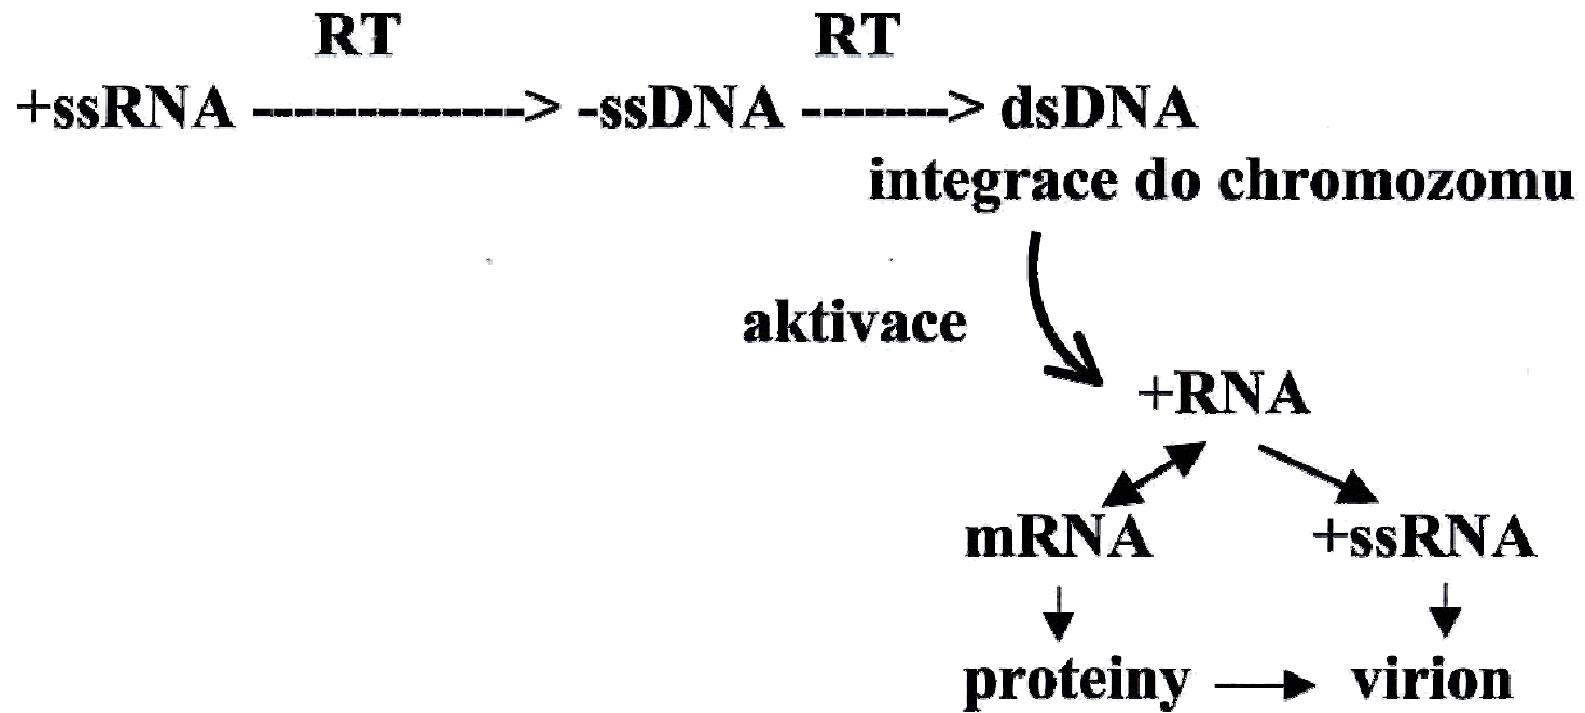 RT RT
+ssRNA -------------> -ssDNA -------> dsDNA
integrace do chromozomu
aktivace
+RNA
mRNA +ssRNA
proteiny virion